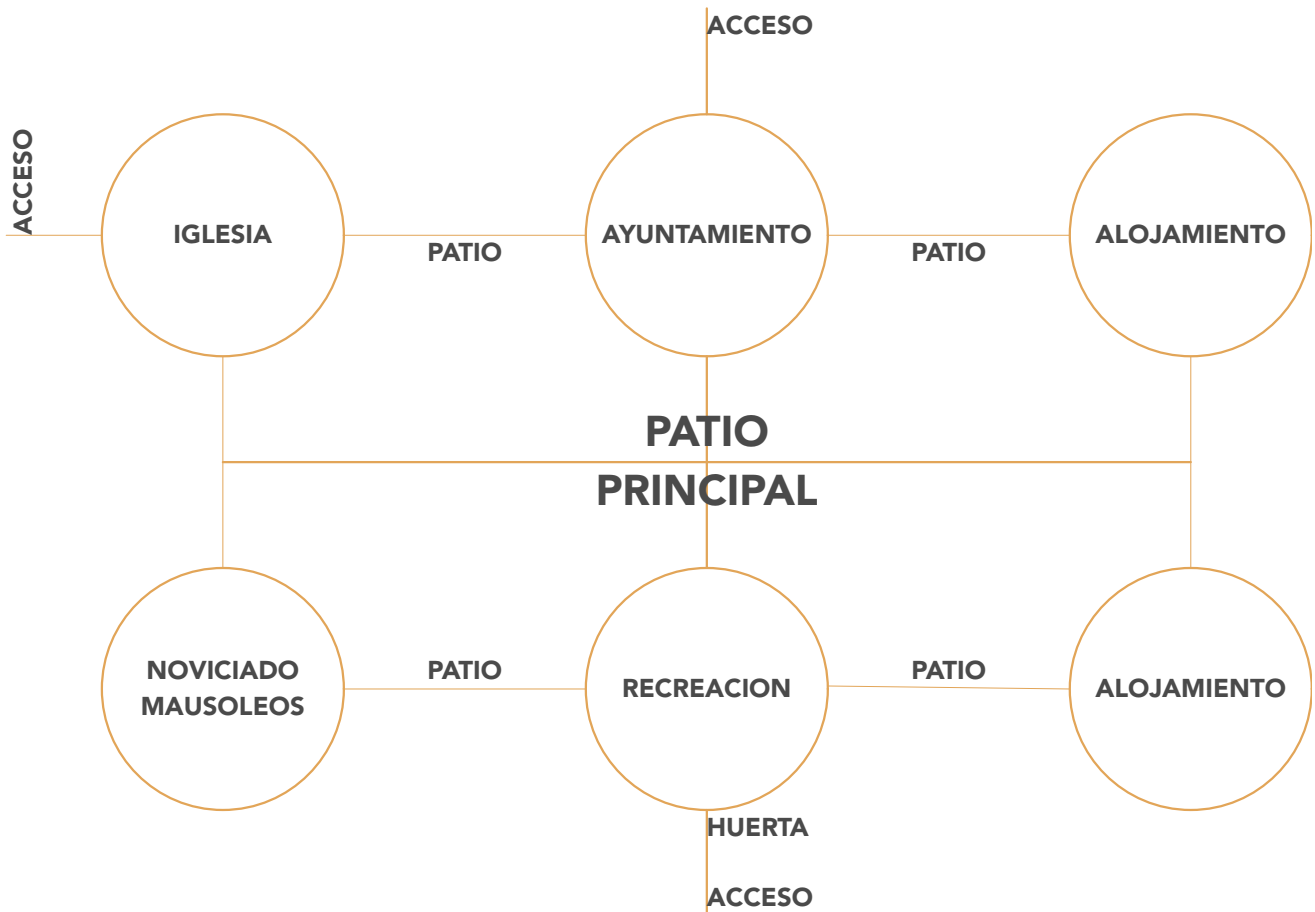 ACCESO
ACCESO
IGLESIA
AYUNTAMIENTO
ALOJAMIENTO
PATIO
PATIO
PATIO
PRINCIPAL
NOVICIADO
MAUSOLEOS
PATIO
RECREACION
PATIO
ALOJAMIENTO
HUERTA
ACCESO